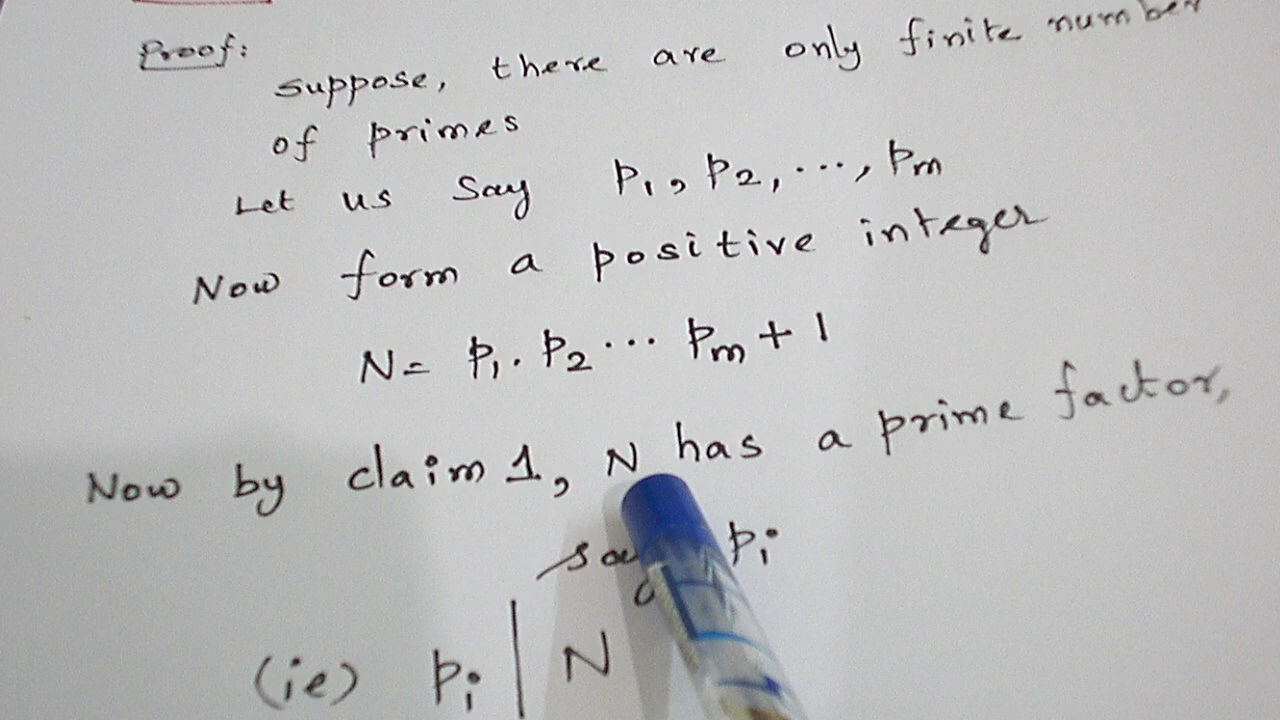 Proof:
Suppose, there are only finite number
of primes
Let us say p₁, p₂, ..., pₘ
Now form a positive integer
N = p₁ . p₂ ... pₘ + 1
Now by claim 1, N has a prime factor,
say pᵢ
(ie) pᵢ | N